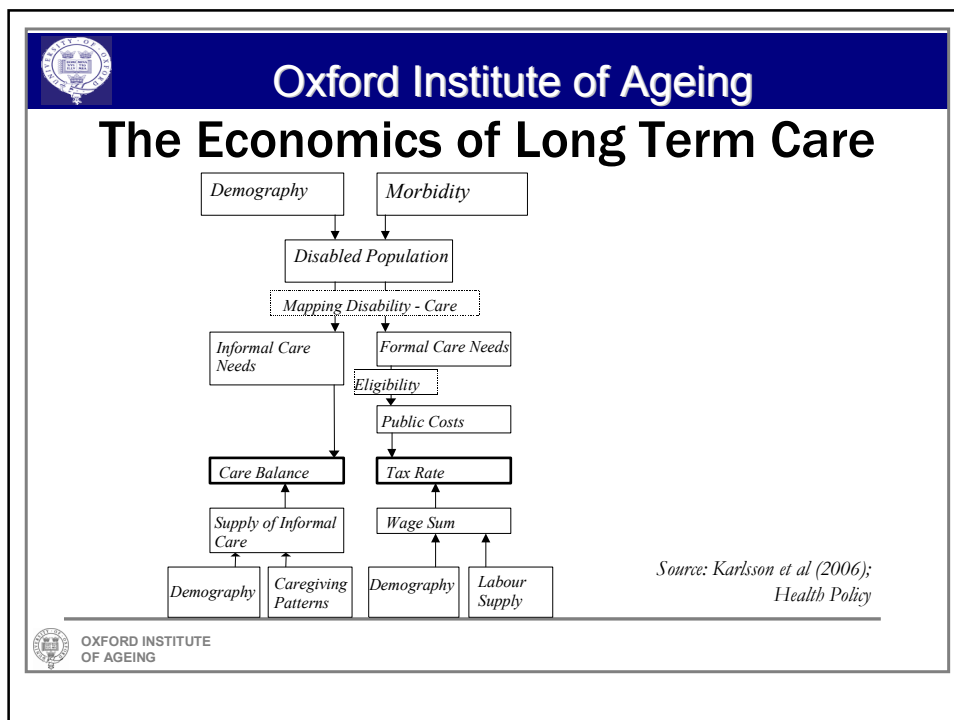 Oxford Institute of Ageing
The Economics of Long Term Care
Demography
Morbidity
Disabled Population
Mapping Disability - Care
Informal Care
Needs
Formal Care Needs
Eligibility
Public Costs
Care Balance
Tax Rate
Supply of Informal
Care
Wage Sum
Demography
Caregiving
Patterns
Demography
Labour
Supply
Source: Karlsson et al (2006);
Health Policy
OXFORD INSTITUTE
OF AGEING